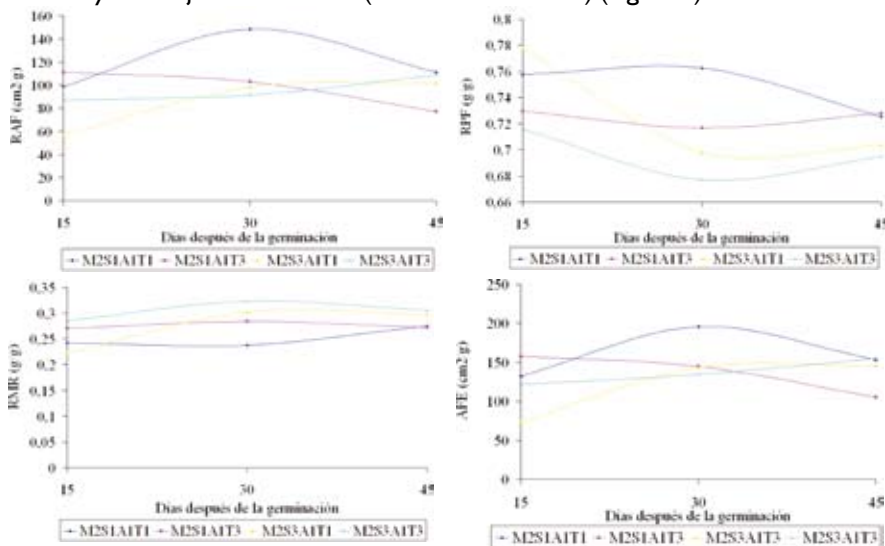 160
140
120
100
80
60
40
20
0
RAF (cm2 g)
15
30
45
Dias después de la germinación
M2S1A1T1
M2S1A1T3
M2S3A1T1
M2S3A1T3
0,8
0,78
0,76
0,74
0,72
0,7
0,68
0,66
RPF (g g)
15
30
45
Dias después de la germinación
M2S1A1T1
M2S1A1T3
M2S3A1T1
M2S3A1T3
0,35
0,3
0,25
0,2
0,15
0,1
0,05
0
RMR (g g)
15
30
45
Dias después de la germinación
M2S1A1T1
M2S1A1T3
M2S3A1T1
M2S3A1T3
250
200
150
100
50
0
AFE (cm2 g)
15
30
45
Dias después de la germinación
M2S1A1T1
M2S1A1T3
M2S3A1T1
M2S3A1T3